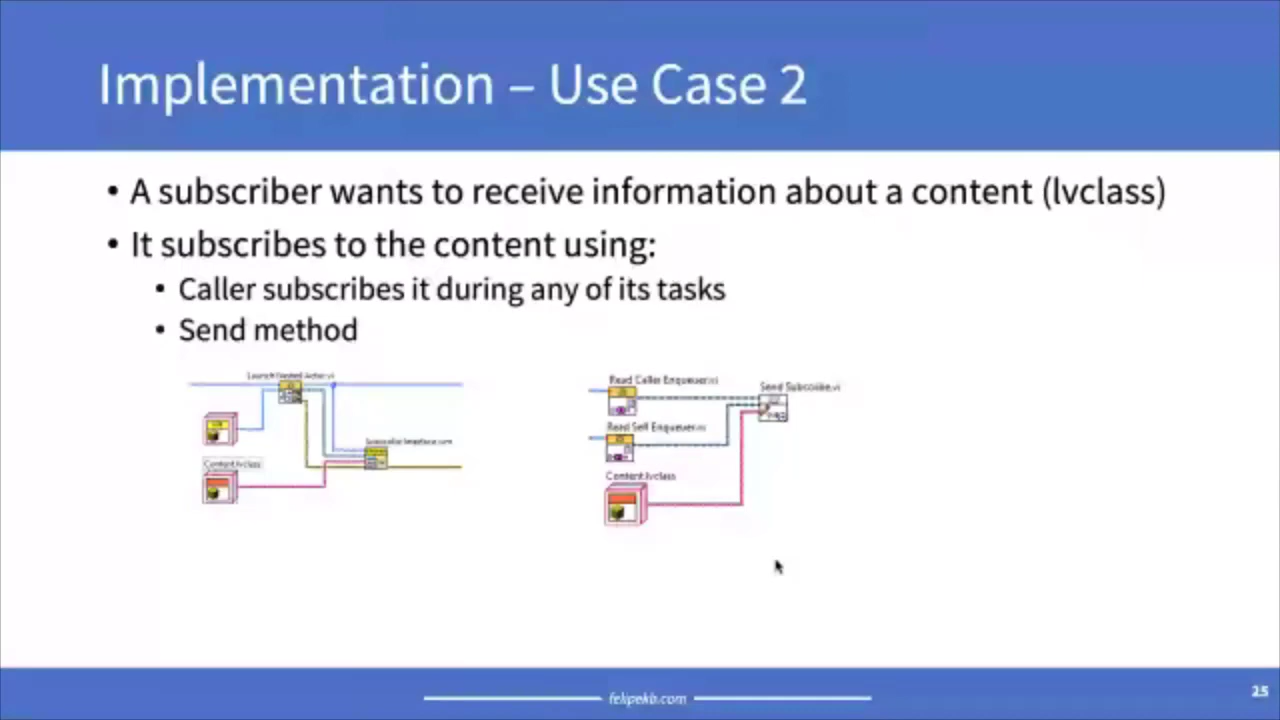 Implementation – Use Case 2
• A subscriber wants to receive information about a content (lvclass)
• It subscribes to the content using:
• Caller subscribes it during any of its tasks
• Send method
Launch Nested Actor.vi
Content.lvclass
Read Caller Enqueuer.vi
Send Subscribe.vi
Read Self Enqueuer.vi
Content.lvclass
felipekb.com
25